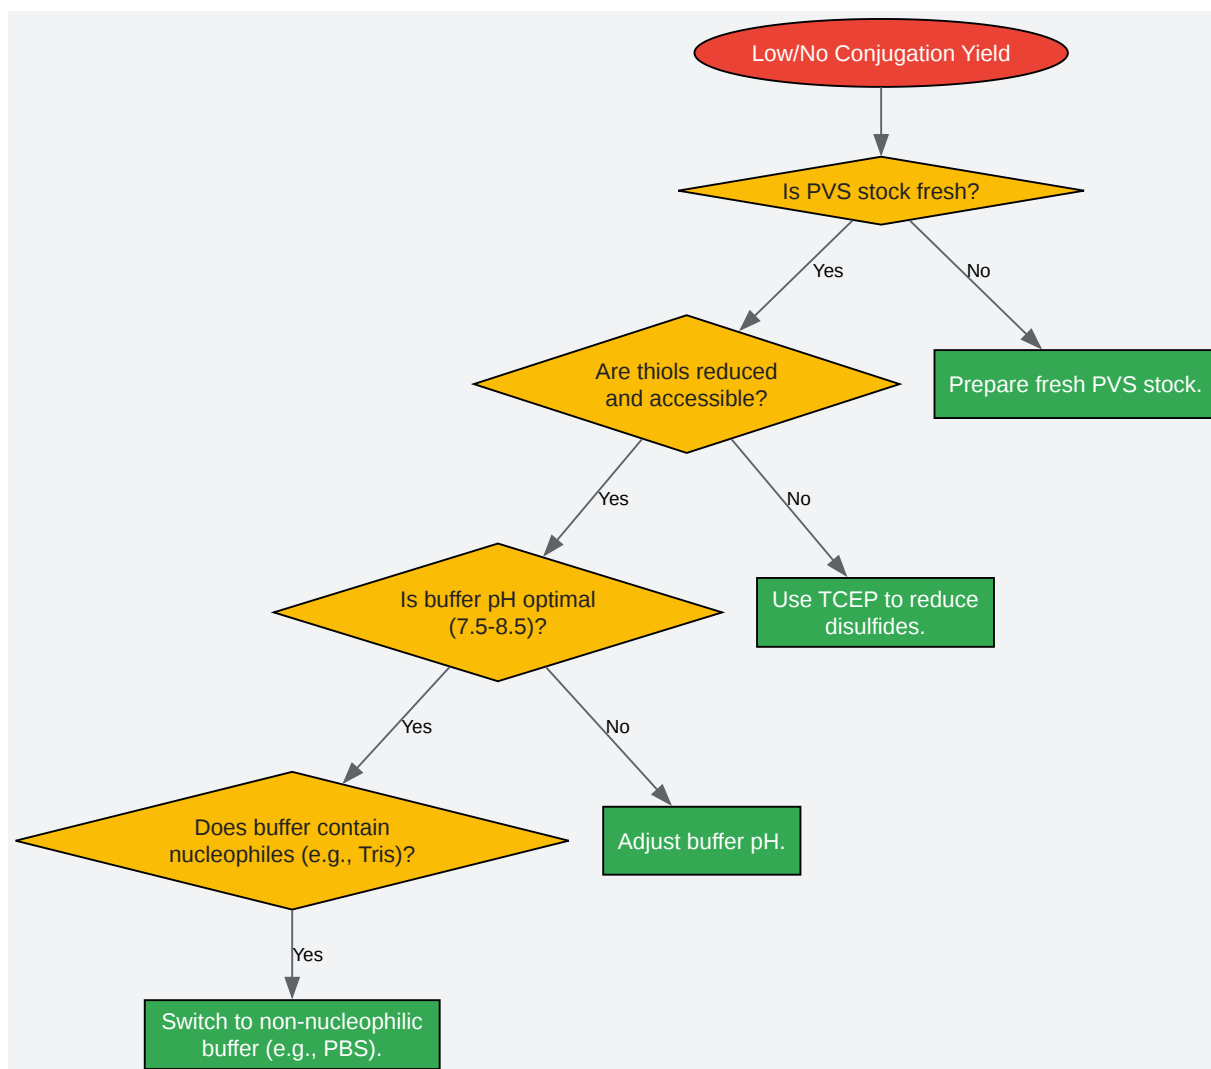 Low/No Conjugation Yield
Is PVS stock fresh?
Yes
No
Are thiols reduced
and accessible?
Prepare fresh PVS stock.
Yes
No
Is buffer pH optimal
(7.5-8.5)?
Use TCEP to reduce
disulfides.
Yes
No
Does buffer contain
nucleophiles (e.g., Tris)?
Adjust buffer pH.
Yes
Switch to non-nucleophilic
buffer (e.g., PBS).